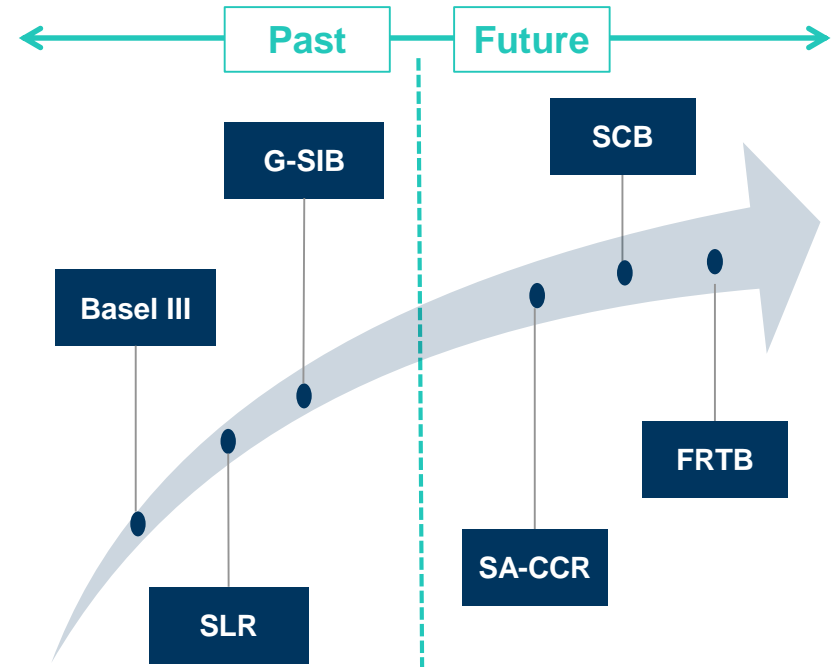 Past
Future
G-SIB
SCB
Basel III
FRTB
SA-CCR
SLR